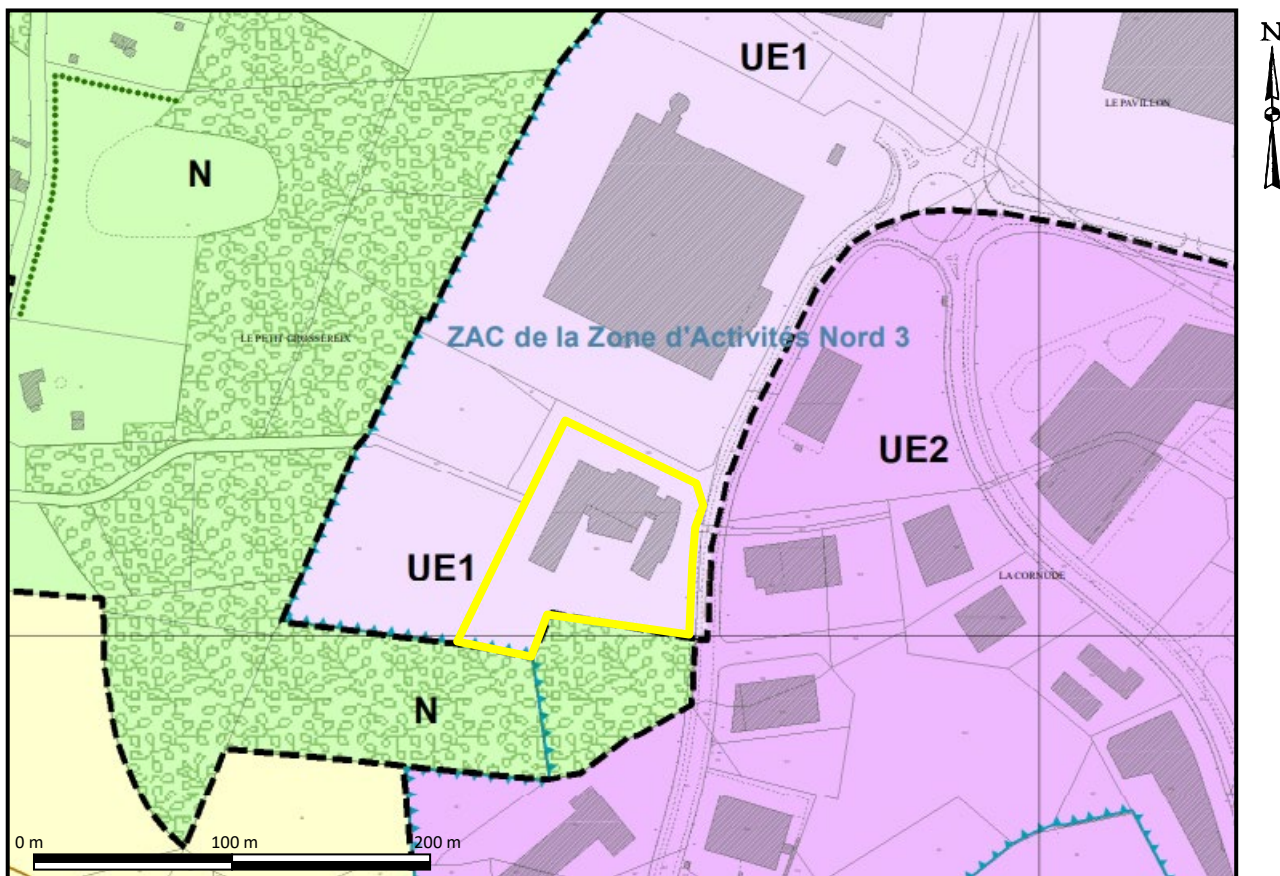 N
UE1
LE PAVILLON
N
LE PETIT GROSSEREIX
ZAC de la Zone d'Activités Nord 3
UE2
UE1
LA CORNUDE
N
0 m 100 m 200 m